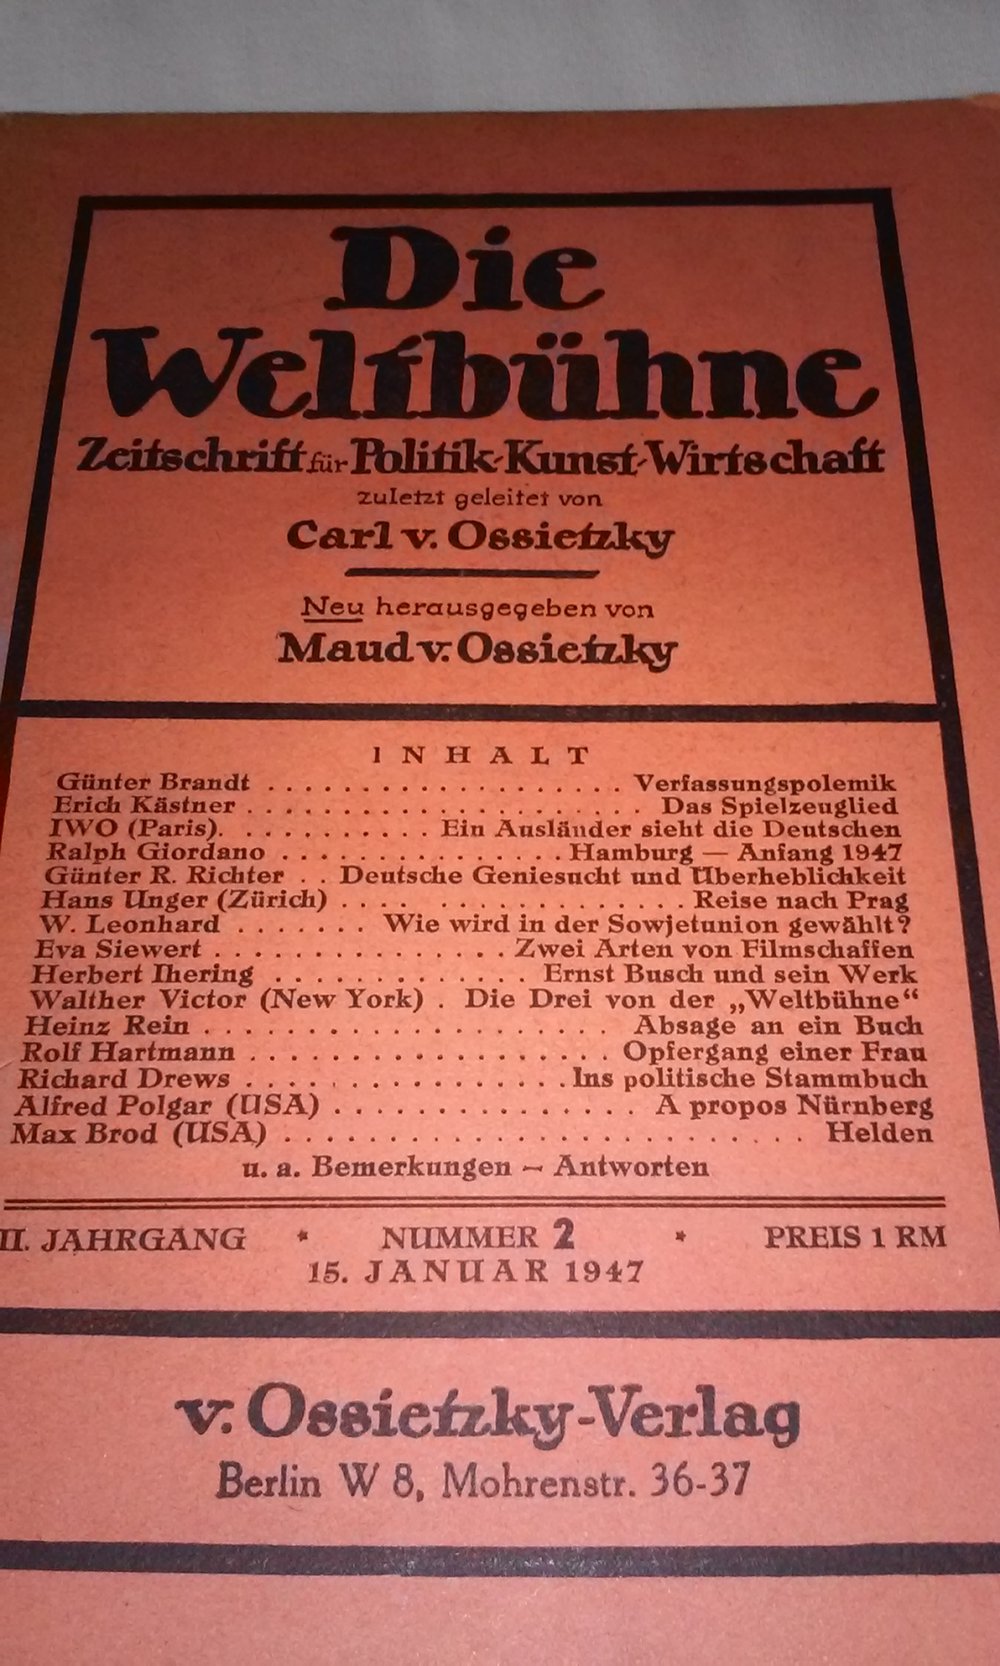 Die
Weltbühne
Zeitschrift für Politik-Kunst-Wirtschaft
zuletzt geleitet von
Carl v. Ossietzky
Neu herausgegeben von
Maud v. Ossietzky
INHALT
Günter Brandt . . . . . . . . . . . . . . . . . Verfassungspolemik
Erich Kästner . . . . . . . . . . . . . . . . . . . Das Spielzeuglied
IWO (Paris). . . . . . . . . . . Ein Ausländer sieht die Deutschen
Ralph Giordano . . . . . . . . . . . . . . Hamburg — Anfang 1947
Günter R. Richter . . Deutsche Geniesucht und Überheblichkeit
Hans Unger (Zürich) . . . . . . . . . . . . . . . . . Reise nach Prag
W. Leonhard . . . . . . . Wie wird in der Sowjetunion gewählt?
Eva Siewert . . . . . . . . . . . . . . . Zwei Arten von Filmschaffen
Herbert Ihering . . . . . . . . . . . . . Ernst Busch und sein Werk
Walther Victor (New York) . Die Drei von der „Weltbühne“
Heinz Rein . . . . . . . . . . . . . . . . . . . . Absage an ein Buch
Rolf Hartmann . . . . . . . . . . . . . . . . . . Opfergang einer Frau
Richard Drews . . . . . . . . . . . . . . . . Ins politische Stammbuch
Alfred Polgar (USA) . . . . . . . . . . . . . . . A propos Nürnberg
Max Brod (USA) . . . . . . . . . . . . . . . . . . . . . . . . . Helden
u. a. Bemerkungen — Antworten
II. JAHRGANG * NUMMER 2 * PREIS 1 RM
15. JANUAR 1947
v. Ossietzky-Verlag
Berlin W 8, Mohrenstr. 36-37